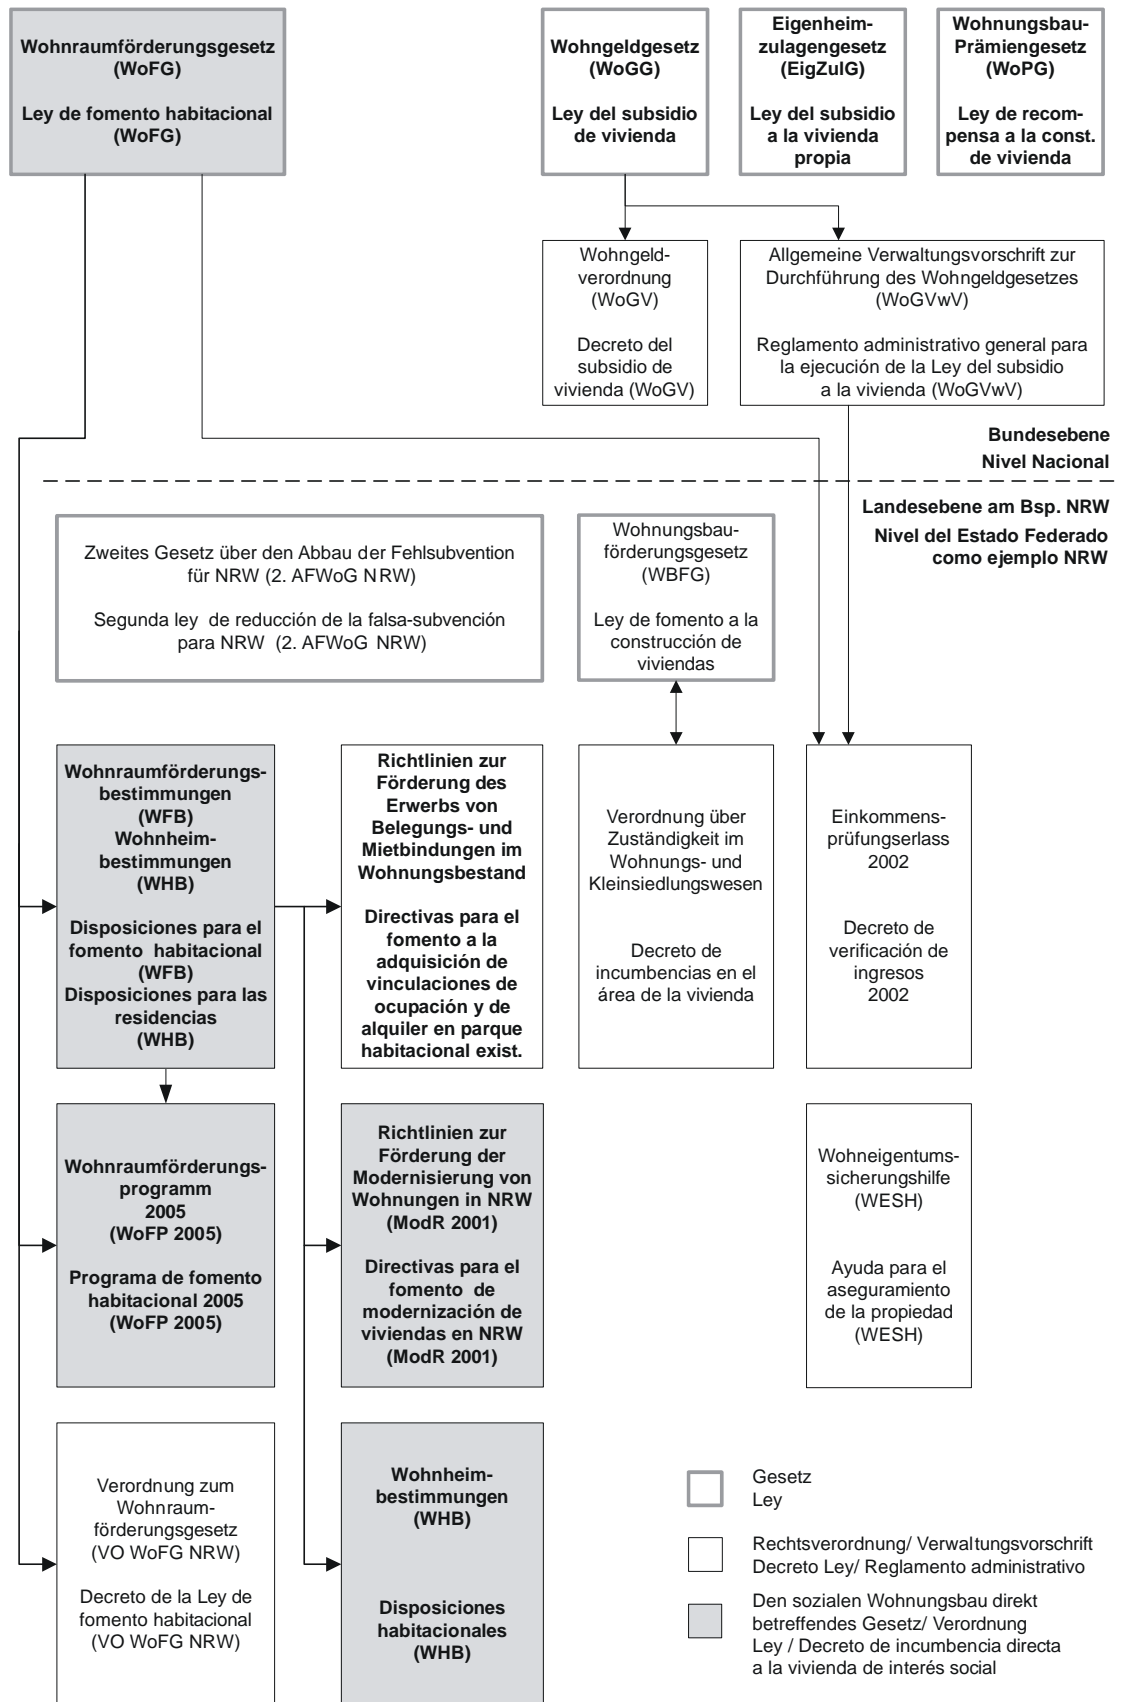 Wohnraumförderungsgesetz
(WoFG)
Ley de fomento habitacional
(WoFG)
Wohngeldgesetz
(WoGG)
Ley del subsidio
de vivienda
Eigenheim-
zulagengesetz
(EigZulG)
Ley del subsidio
a la vivienda
propia
Wohnungsbau-
Prämiengesetz
(WoPG)
Ley de recom-
pensa a la const.
de vivienda
Wohngeld-
verordnung
(WoGV)
Decreto del
subsidio de
vivienda (WoGV)
Allgemeine Verwaltungsvorschrift zur
Durchführung des Wohngeldgesetzes
(WoGVwV)
Reglamento administrativo general para
la ejecución de la Ley del subsidio
a la vivienda (WoGVwV)
Bundesebene
Nivel Nacional
Landesebene am Bsp. NRW
Nivel del Estado Federado
como ejemplo NRW
Zweites Gesetz über den Abbau der Fehlsubvention
für NRW (2. AFWoG NRW)
Segunda ley de reducción de la falsa-subvención
para NRW (2. AFWoG NRW)
Wohnungsbau-
förderungsgesetz
(WBFG)
Ley de fomento a la
construcción de
viviendas
Wohnraumförderungs-
bestimmungen
(WFB)
Wohnheim-
bestimmungen
(WHB)
Disposiciones para el
fomento habitacional
(WFB)
Disposiciones para las
residencias
(WHB)
Richtlinien zur
Förderung des
Erwerbs von
Belegungs- und
Mietbindungen im
Wohnungsbestand
Directivas para el
fomento a la
adquisición de
vinculaciones de
ocupación y de
alquiler en parque
habitacional exist.
Verordnung über
Zuständigkeit im
Wohnungs- und
Kleinsiedlungswesen
Decreto de
incumbencias en el
área de la vivienda
Einkommens-
prüfungserlass
2002
Decreto de
verificación de
ingresos
2002
Wohnraumförderungs-
programm
2005
(WoFP 2005)
Programa de fomento
habitacional 2005
(WoFP 2005)
Richtlinien zur
Förderung der
Modernisierung von
Wohnungen in NRW
(ModR 2001)
Directivas para el
fomento de
modernización de
viviendas en NRW
(ModR 2001)
Wohneigentums-
sicherungshilfe
(WESH)
Ayuda para el
aseguramiento
de la propiedad
(WESH)
Verordnung zum
Wohnraum-
förderungsgesetz
(VO WoFG NRW)
Decreto de la Ley de
fomento habitacional
(VO WoFG NRW)
Wohnheim-
bestimmungen
(WHB)
Disposiciones
habitacionales
(WHB)
Gesetz
Ley
Rechtsverordnung/ Verwaltungsvorschrift
Decreto Ley/ Reglamento administrativo
Den sozialen Wohnungsbau direkt
betreffendes Gesetz/ Verordnung
Ley / Decreto de incumbencia directa
a la vivienda de interés social